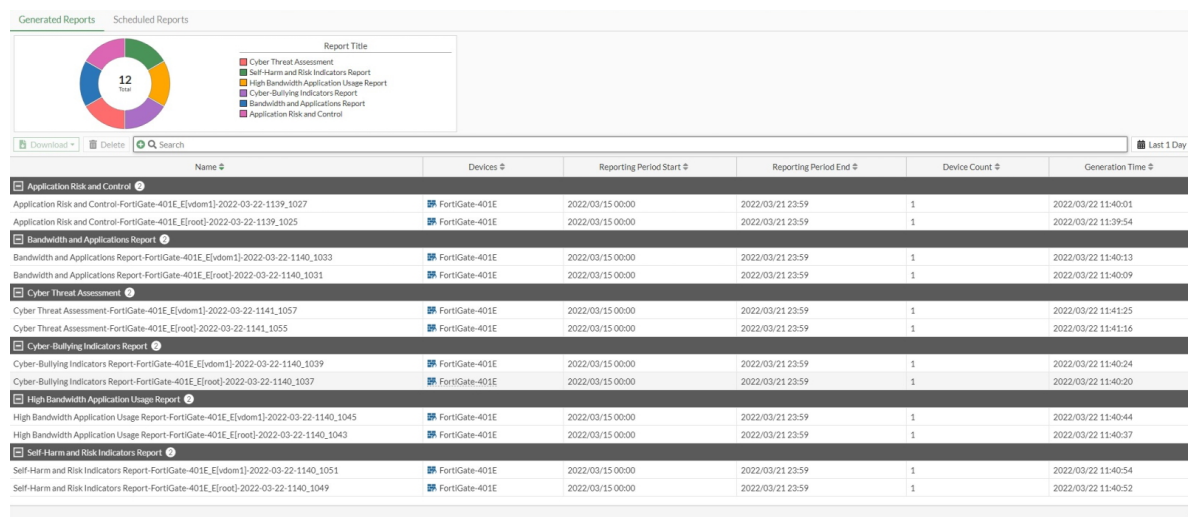 Generated Reports Scheduled Reports
Report Title
12
Total
Cyber Threat Assessment
Self-Harm and Risk Indicators Report
High Bandwidth Application Usage Report
Cyber-Bullying Indicators Report
Bandwidth and Applications Report
Application Risk and Control
Download Delete Search Last 1 Day
Name Devices Reporting Period Start Reporting Period End Device Count Generation Time
Application Risk and Control 2
Application Risk and Control-FortiGate-401E_E[vdom1]-2022-03-22-1139_1027 FortiGate-401E 2022/03/15 00:00 2022/03/21 23:59 1 2022/03/22 11:40:01
Application Risk and Control-FortiGate-401E_E[root]-2022-03-22-1139_1025 FortiGate-401E 2022/03/15 00:00 2022/03/21 23:59 1 2022/03/22 11:39:54
Bandwidth and Applications Report 2
Bandwidth and Applications Report-FortiGate-401E_E[vdom1]-2022-03-22-1140_1033 FortiGate-401E 2022/03/15 00:00 2022/03/21 23:59 1 2022/03/22 11:40:13
Bandwidth and Applications Report-FortiGate-401E_E[root]-2022-03-22-1140_1031 FortiGate-401E 2022/03/15 00:00 2022/03/21 23:59 1 2022/03/22 11:40:09
Cyber Threat Assessment 2
Cyber Threat Assessment-FortiGate-401E_E[vdom1]-2022-03-22-1141_1057 FortiGate-401E 2022/03/15 00:00 2022/03/21 23:59 1 2022/03/22 11:41:25
Cyber Threat Assessment-FortiGate-401E_E[root]-2022-03-22-1141_1055 FortiGate-401E 2022/03/15 00:00 2022/03/21 23:59 1 2022/03/22 11:41:16
Cyber-Bullying Indicators Report 2
Cyber-Bullying Indicators Report-FortiGate-401E_E[vdom1]-2022-03-22-1140_1039 FortiGate-401E 2022/03/15 00:00 2022/03/21 23:59 1 2022/03/22 11:40:24
Cyber-Bullying Indicators Report-FortiGate-401E_E[root]-2022-03-22-1140_1037 FortiGate-401E 2022/03/15 00:00 2022/03/21 23:59 1 2022/03/22 11:40:20
High Bandwidth Application Usage Report 2
High Bandwidth Application Usage Report-FortiGate-401E_E[vdom1]-2022-03-22-1140_1045 FortiGate-401E 2022/03/15 00:00 2022/03/21 23:59 1 2022/03/22 11:40:44
High Bandwidth Application Usage Report-FortiGate-401E_E[root]-2022-03-22-1140_1043 FortiGate-401E 2022/03/15 00:00 2022/03/21 23:59 1 2022/03/22 11:40:37
Self-Harm and Risk Indicators Report 2
Self-Harm and Risk Indicators Report-FortiGate-401E_E[vdom1]-2022-03-22-1140_1051 FortiGate-401E 2022/03/15 00:00 2022/03/21 23:59 1 2022/03/22 11:40:54
Self-Harm and Risk Indicators Report-FortiGate-401E_E[root]-2022-03-22-1140_1049 FortiGate-401E 2022/03/15 00:00 2022/03/21 23:59 1 2022/03/22 11:40:52